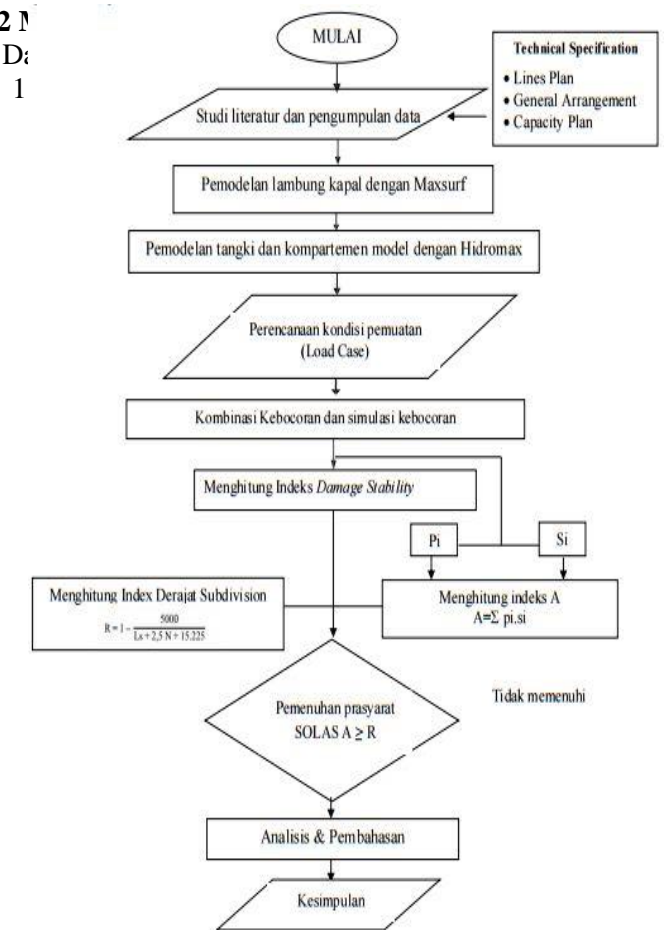 2
Da
1
MULAI
Technical Specification
• Lines Plan
• General Arrangement
• Capacity Plan
Studi literatur dan pengumpulan data
Pemodelan lambung kapal dengan Maxsurf
Pemodelan tangki dan kompartemen model dengan Hidromax
Perencanaan kondisi pemuatan
(Load Case)
Kombinasi Kebocoran dan simulasi kebocoran
Menghitung Indeks Damage Stability
Pi
Si
Menghitung Index Derajat Subdivision
R = 1 - 5000 / Ls + 2,5 N + 15.225
Menghitung indeks A
A=Σ pi.si
Pemenuhan prasyarat
SOLAS A ≥ R
Tidak memenuhi
Analisis & Pembahasan
Kesimpulan